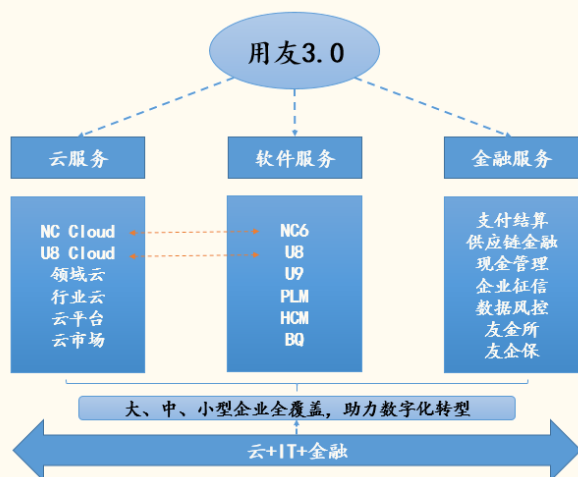 用友3.0
云服务
软件服务
金融服务
NC Cloud
U8 Cloud
领域云
行业云
云平台
云市场
NC6
U8
U9
PLM
HCM
BQ
支付结算
供应链金融
现金管理
企业征信
数据风控
友金所
友企保
大、中、小型企业全覆盖，助力数字化转型
云+IT+金融